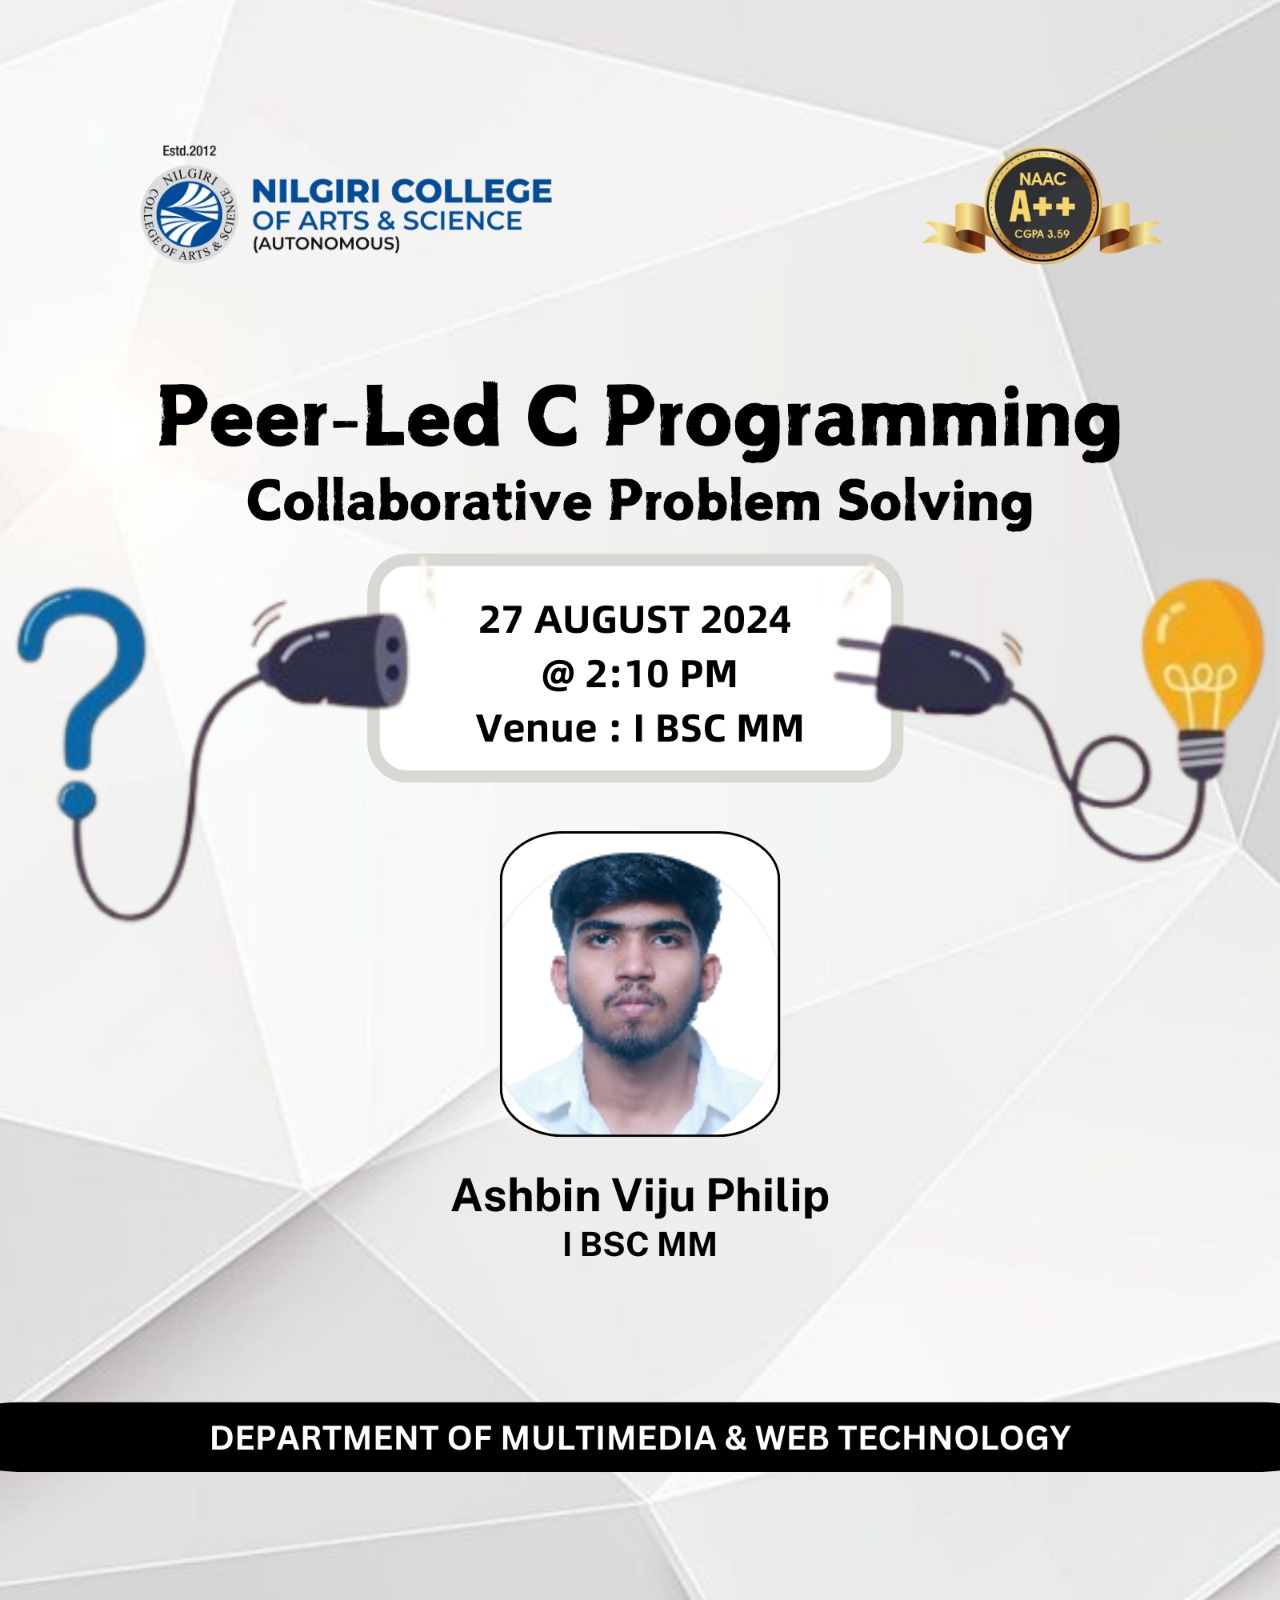 Estd.2012
NILGIRI COLLEGE OF ARTS & SCIENCE
NILGIRI COLLEGE
OF ARTS & SCIENCE
(AUTONOMOUS)
NAAC
A++
CGPA 3.59
Peer-Led C Programming
Collaborative Problem Solving
27 AUGUST 2024
@ 2:10 PM
Venue : I BSC MM
Ashbin Viju Philip
I BSC MM
DEPARTMENT OF MULTIMEDIA & WEB TECHNOLOGY